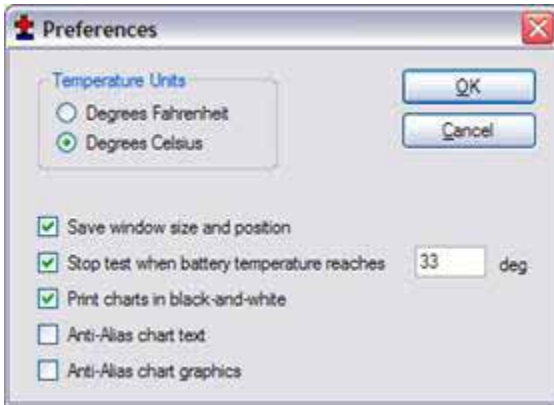 Preferences
Temperature Units
Degrees Fahrenheit
Degrees Celsius
OK
Cancel
Save window size and position
Stop test when battery temperature reaches 33 deg
Print charts in black-and-white
Anti-Alias chart text
Anti-Alias chart graphics